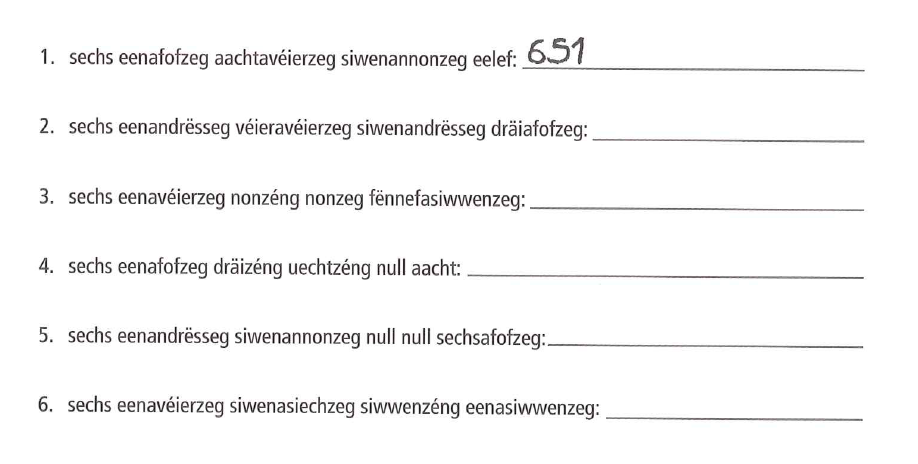 1. sechs eenafofzeg aachtavéierzeg siwenannonzeg eelef: 651
2. sechs eenandrësseg véieravéierzeg siwenandrësseg dräiafofzeg:
3. sechs eenavéierzeg nonzéng nonzeg fënnefasiwwenzeg:
4. sechs eenafofzeg dräizéng uechtzéng null aacht:
5. sechs eenandrësseg siwenannonzeg null null sechsafofzeg:
6. sechs eenavéierzeg siwenasiechzeg siwwenzéng eenasiwwenzeg: